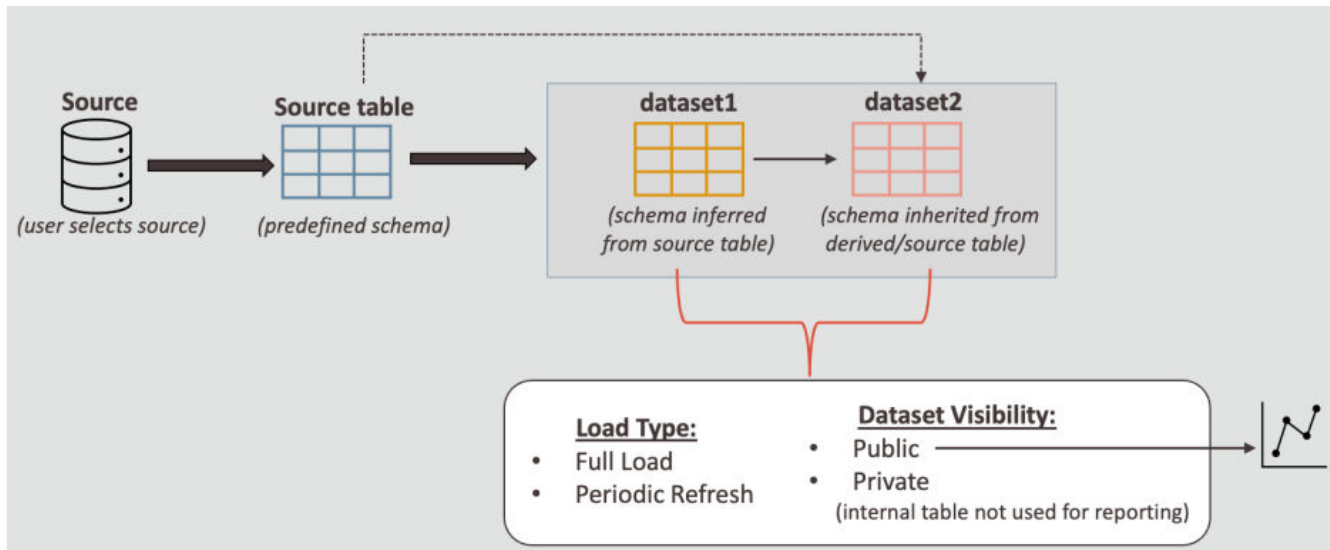 Source
(user selects source)
Source table
(predefined schema)
dataset1
(schema inferred
from source table)
dataset2
(schema inherited from
derived/source table)
Load Type:
• Full Load
• Periodic Refresh
Dataset Visibility:
• Public
• Private
(internal table not used for reporting)